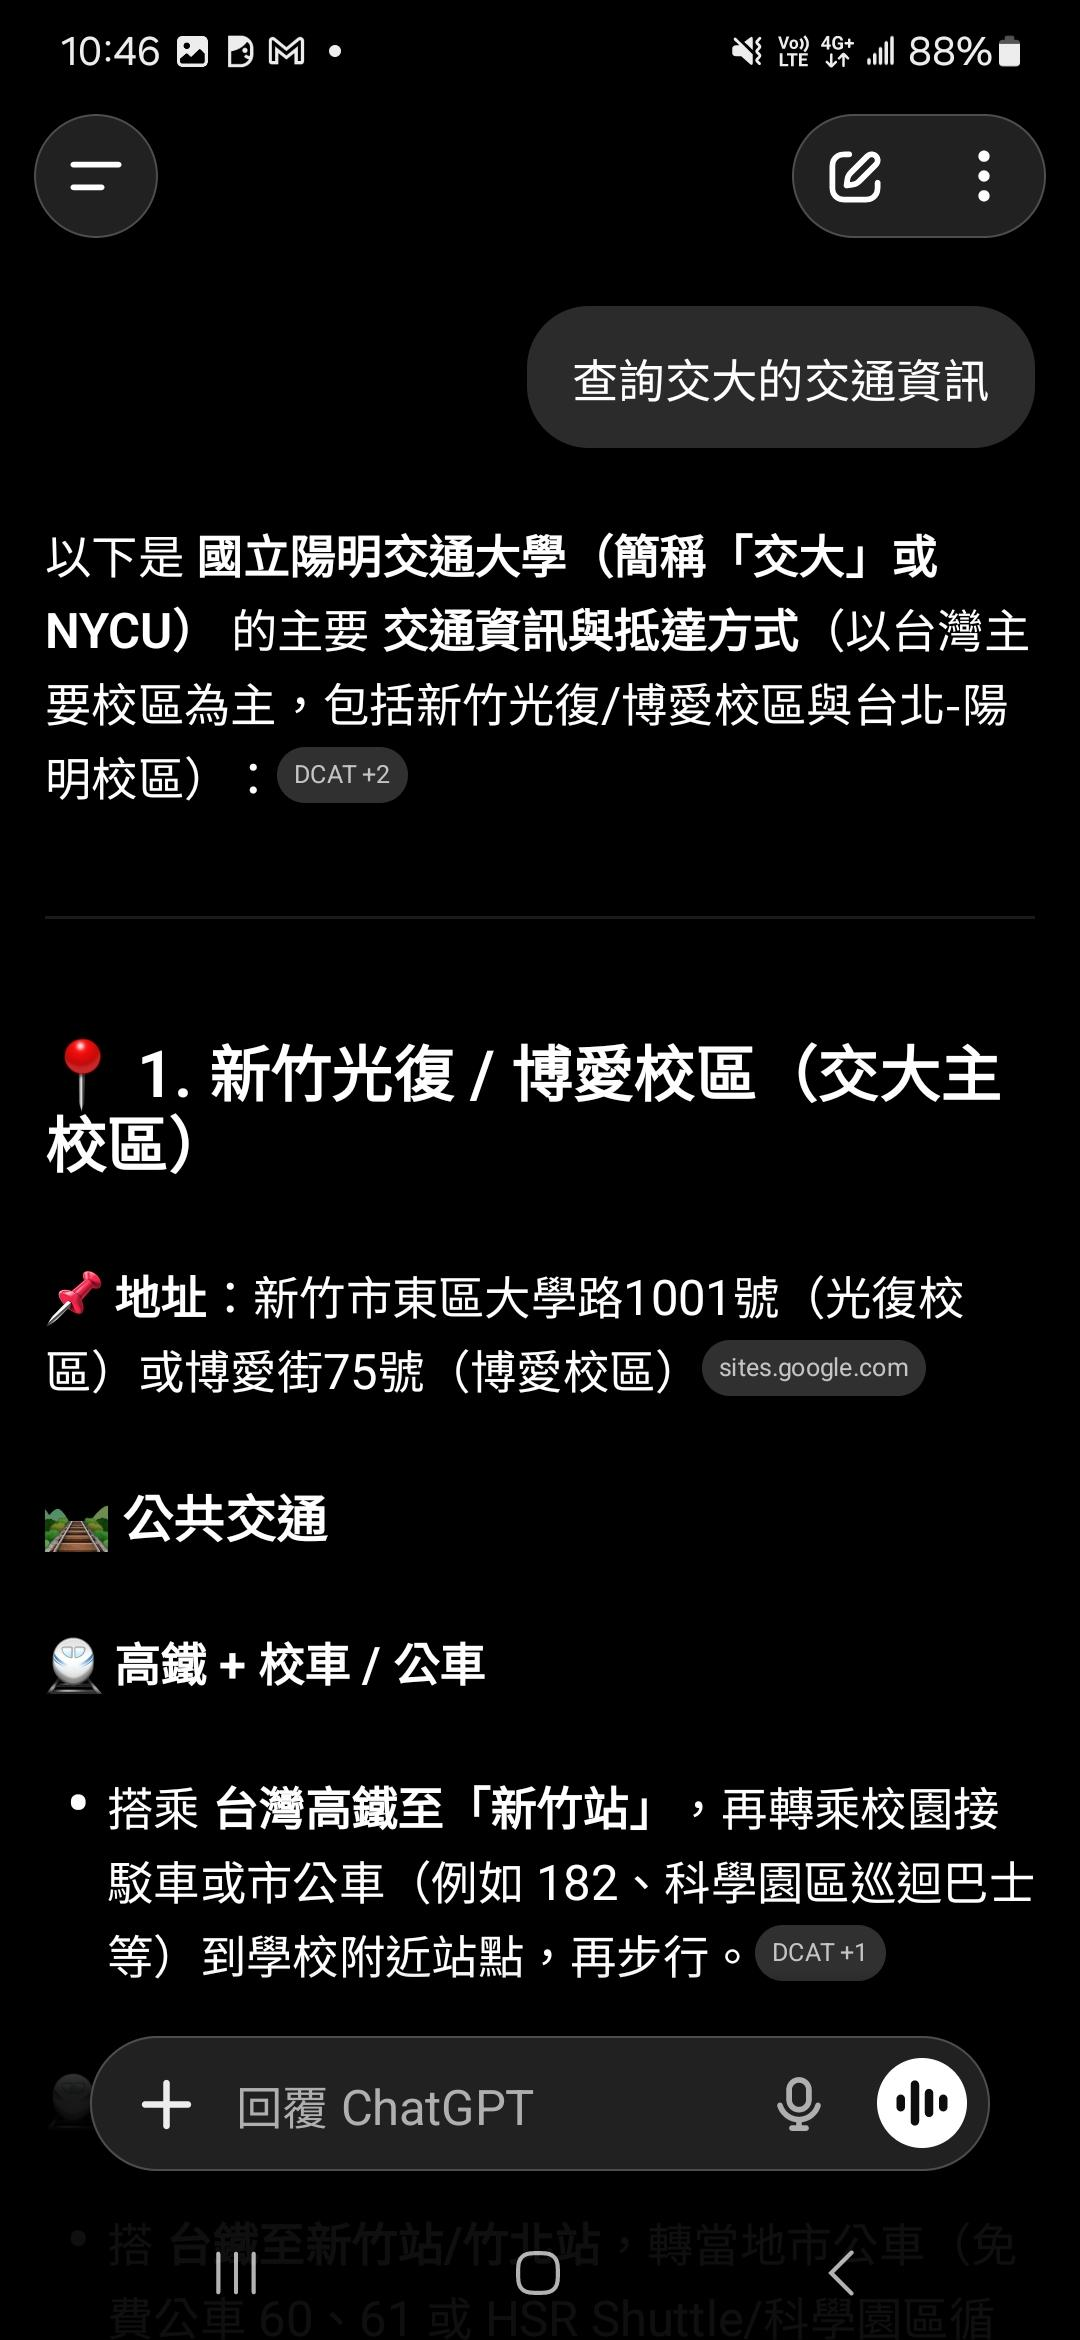 10:46
Vo)) LTE 4G+ 88%
查詢交大的交通資訊
以下是 國立陽明交通大學（簡稱「交大」或
NYCU） 的主要 交通資訊與抵達方式（以台灣主
要校區為主，包括新竹光復/博愛校區與台北-陽
明校區）： DCAT +2
1. 新竹光復 / 博愛校區（交大主
校區）
地址：新竹市東區大學路1001號（光復校
區）或博愛街75號（博愛校區） sites.google.com
公共交通
高鐵 + 校車 / 公車
• 搭乘 台灣高鐵至「新竹站」，再轉乘校園接
駁車或市公車（例如 182、科學園區巡迴巴士
等）到學校附近站點，再步行。 DCAT +1
回覆 ChatGPT
• 搭 台鐵至新竹站/竹北站，轉當地市公車（免
費公車 60、61 或 HSR Shuttle/科學園區循